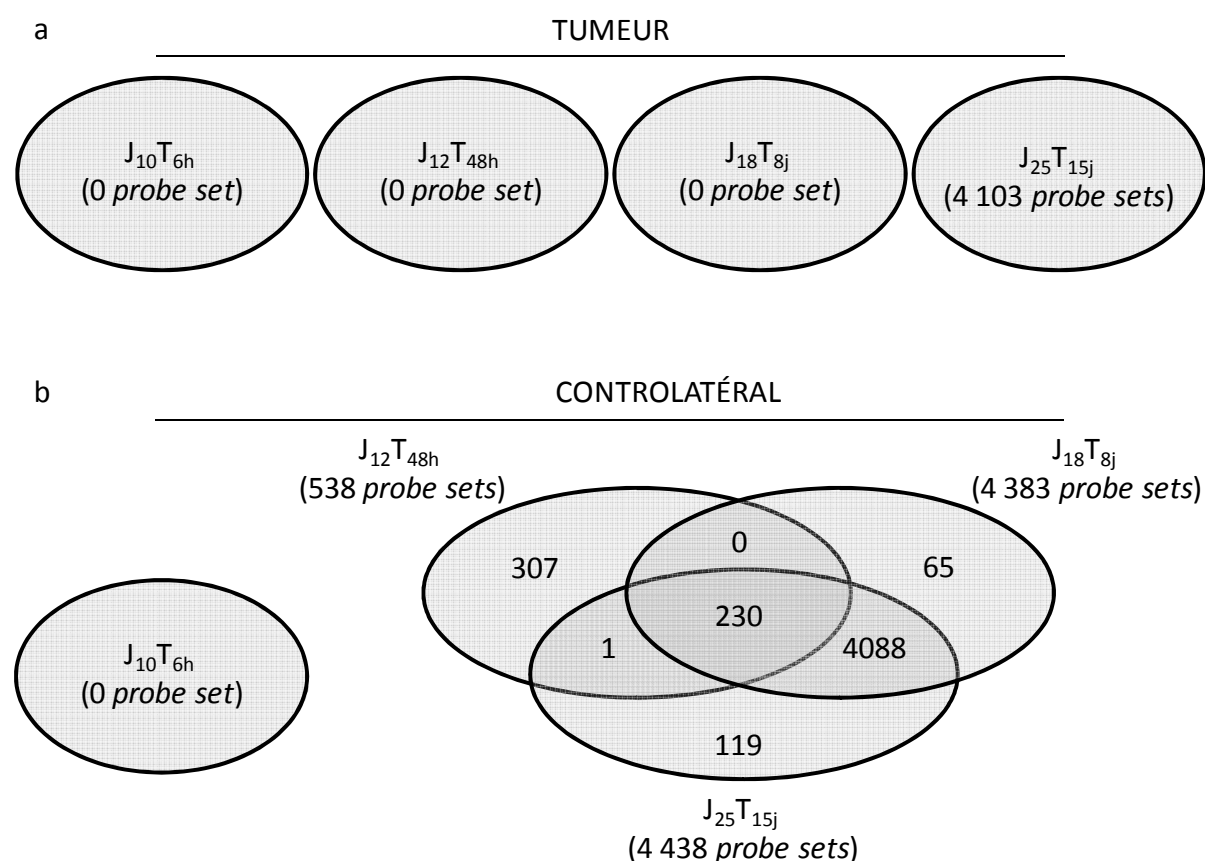 a
TUMEUR
J10T6h
(0 probe set)
J12T48h
(0 probe set)
J18T8j
(0 probe set)
J25T15j
(4 103 probe sets)
b
CONTROLATÉRAL
J12T48h
(538 probe sets)
J18T8j
(4 383 probe sets)
0
307
65
230
1
4088
J10T6h
(0 probe set)
119
J25T15j
(4 438 probe sets)